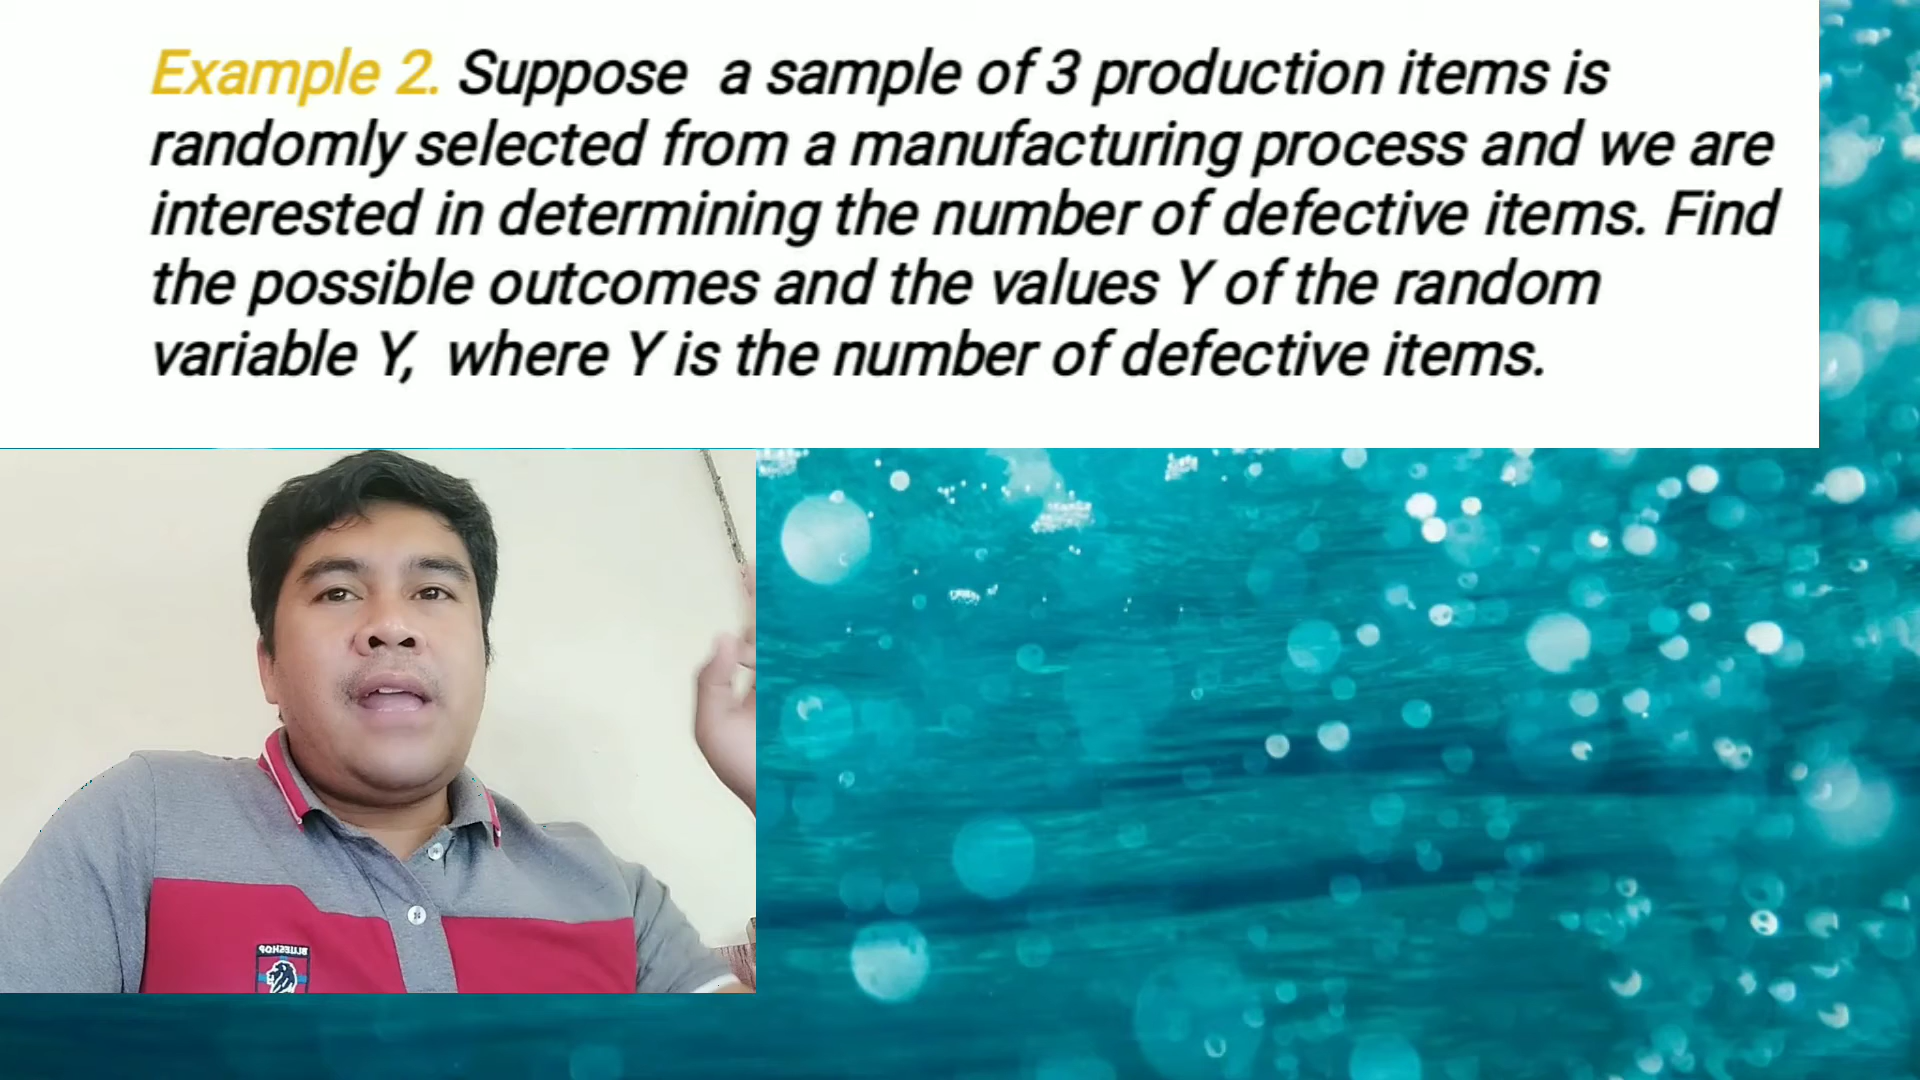 Example 2. Suppose a sample of 3 production items is
randomly selected from a manufacturing process and we are
interested in determining the number of defective items. Find
the possible outcomes and the values Y of the random
variable Y, where Y is the number of defective items.
BLUESHOP